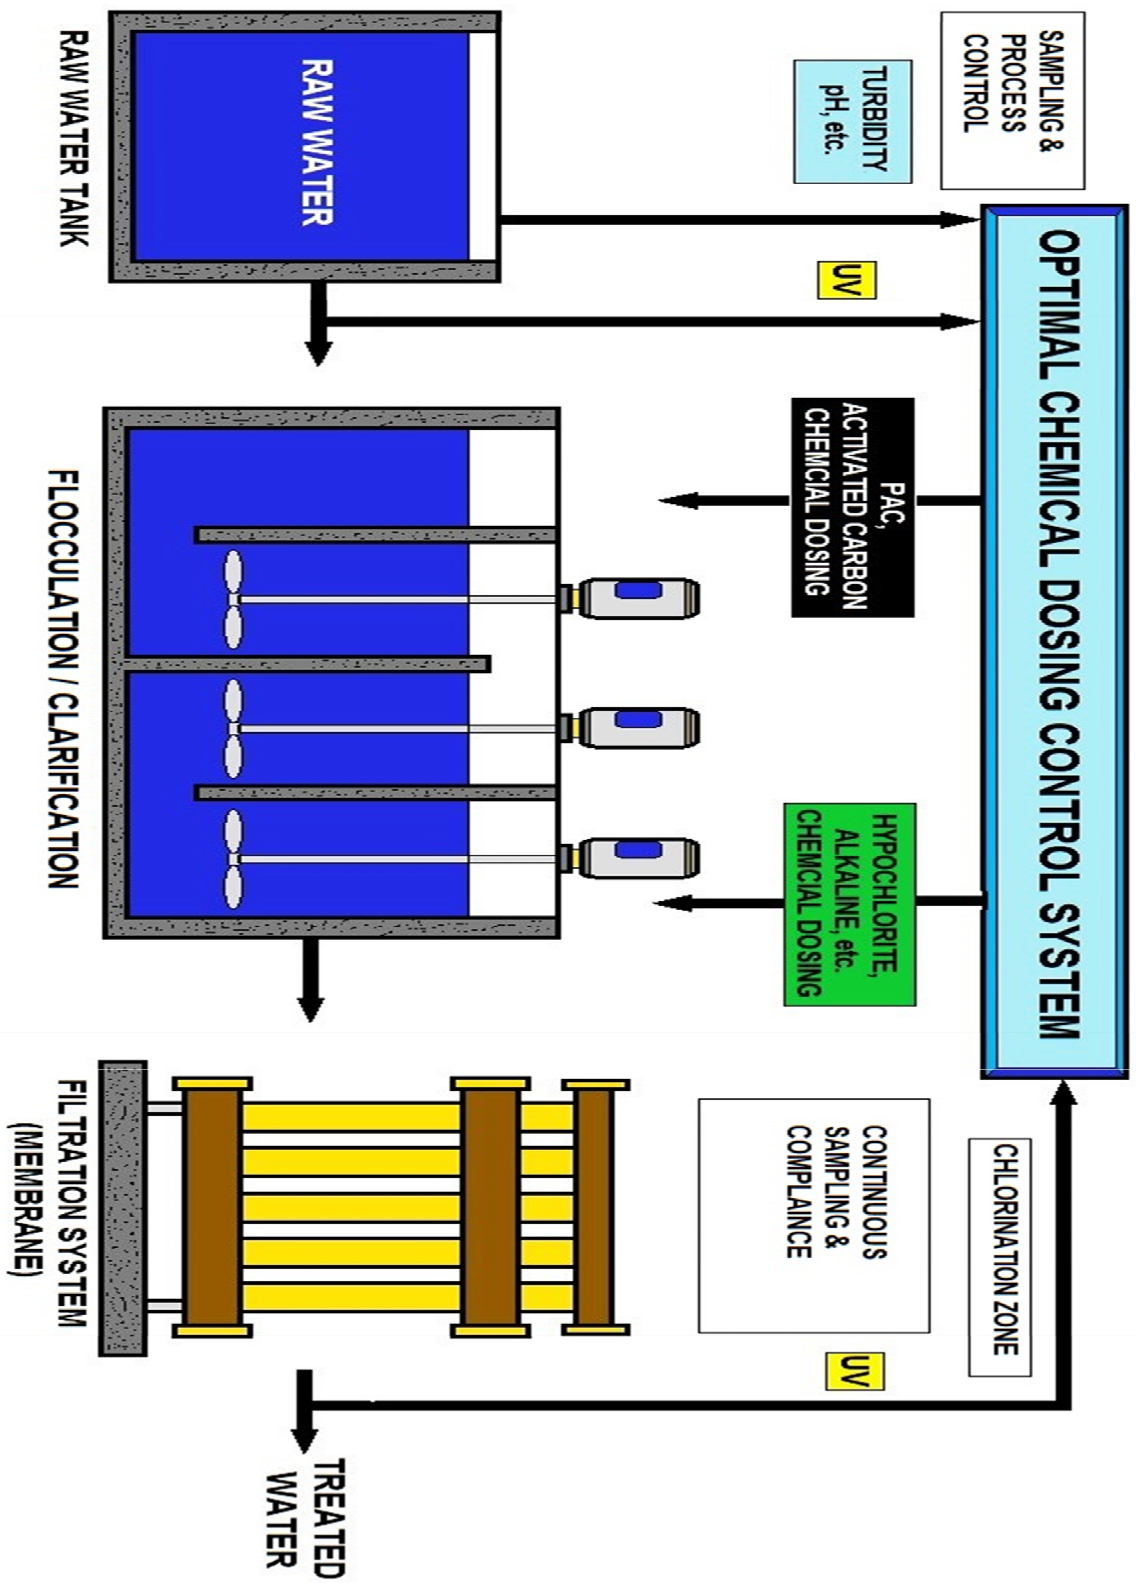 SAMPLING &
PROCESS
CONTROL
TURBIDITY
pH, etc.
OPTIMAL CHEMICAL DOSING CONTROL SYSTEM
UV
PAC,
ACTIVATED CARBON
CHEMCIAL DOSING
HYPOCHLORITE,
ALKALINE, etc.
CHEMCIAL DOSING
CHLORINATION ZONE
CONTINUOUS
SAMPLING &
COMPLAINCE
UV
RAW WATER
RAW WATER TANK
FLOCCULATION / CLARIFICATION
FILTRATION SYSTEM
(MEMBRANE)
TREATED
WATER